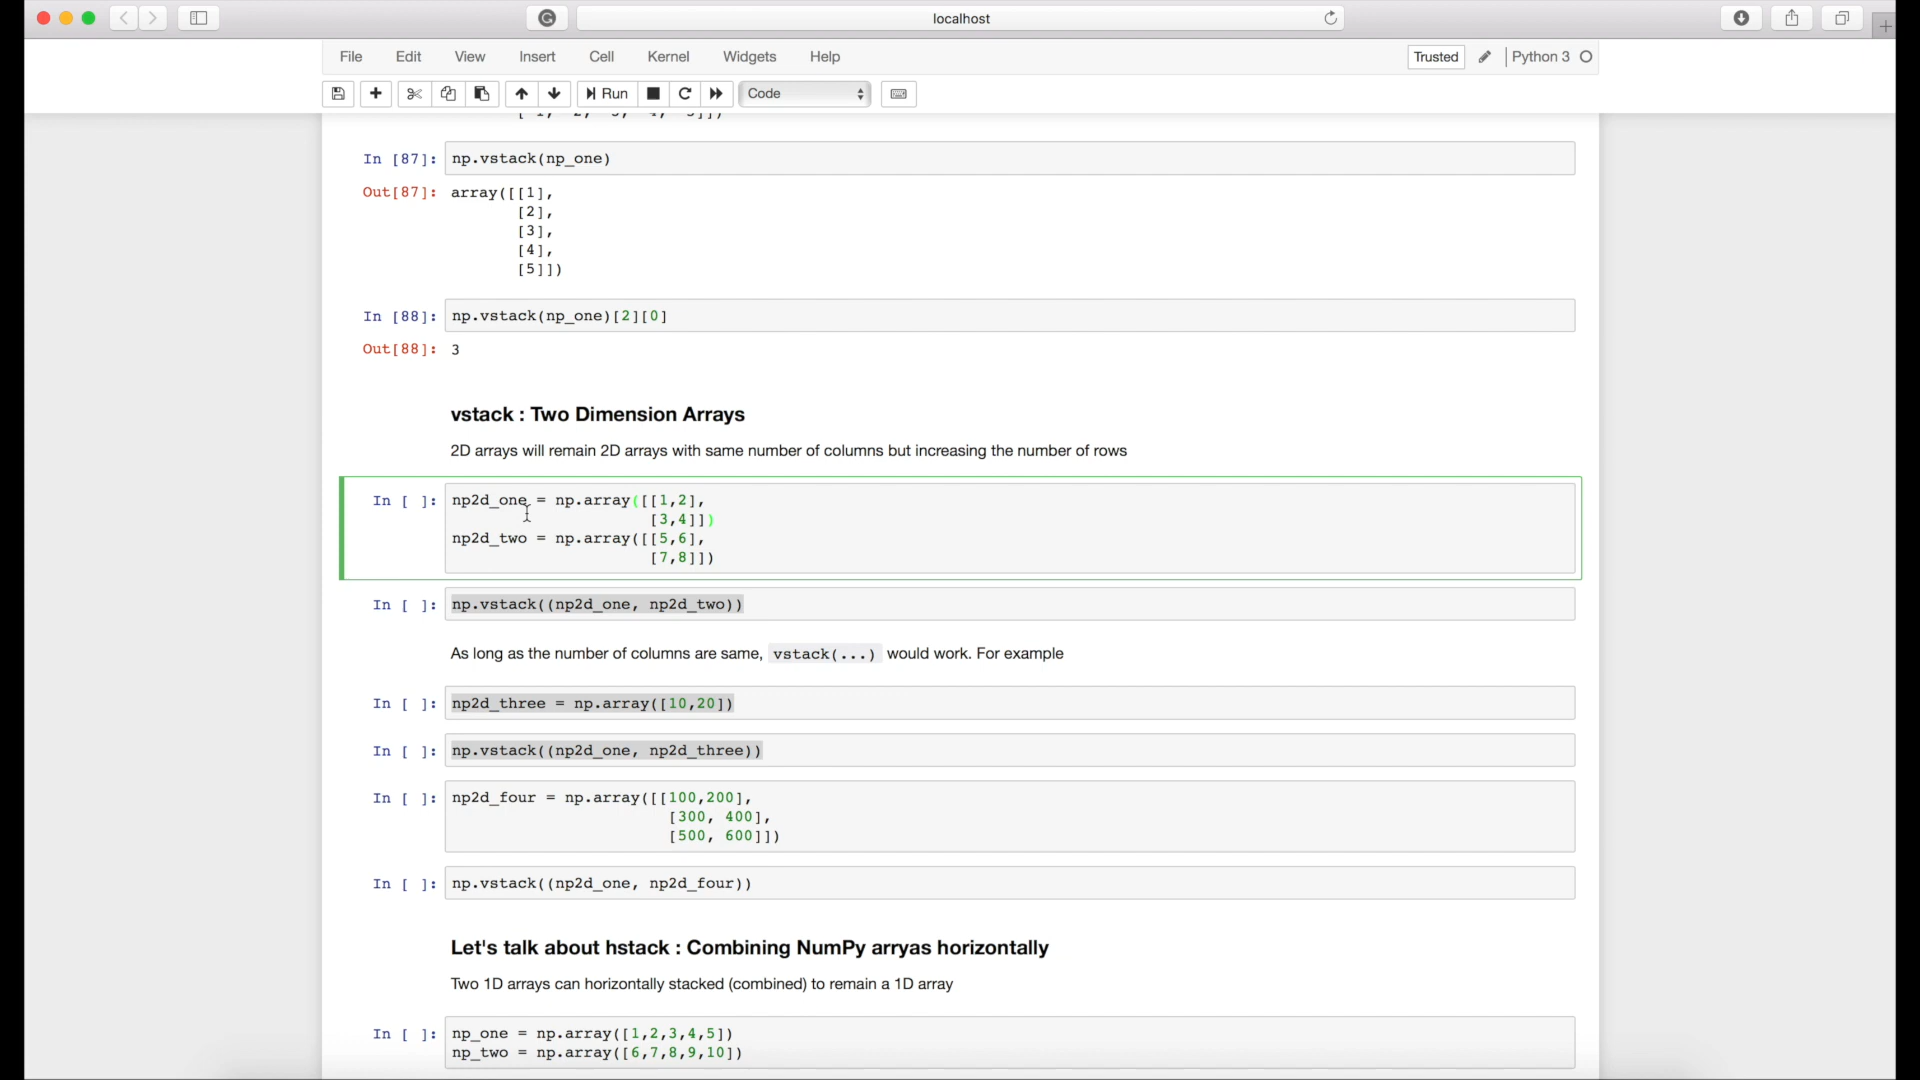 localhost
File Edit View Insert Cell Kernel Widgets Help Trusted Python 3
Run Code
In [87]: np.vstack(np_one)
Out[87]: array([[1],
[2],
[3],
[4],
[5]])
In [88]: np.vstack(np_one)[2][0]
Out[88]: 3
vstack : Two Dimension Arrays
2D arrays will remain 2D arrays with same number of columns but increasing the number of rows
In [ ]: np2d_one = np.array([[1,2],
[3,4]])
np2d_two = np.array([[5,6],
[7,8]])
In [ ]: np.vstack((np2d_one, np2d_two))
As long as the number of columns are same, vstack(...) would work. For example
In [ ]: np2d_three = np.array([10,20])
In [ ]: np.vstack((np2d_one, np2d_three))
In [ ]: np2d_four = np.array([[100,200],
[300, 400],
[500, 600]])
In [ ]: np.vstack((np2d_one, np2d_four))
Let's talk about hstack : Combining NumPy arryas horizontally
Two 1D arrays can horizontally stacked (combined) to remain a 1D array
In [ ]: np_one = np.array([1,2,3,4,5])
np_two = np.array([6,7,8,9,10])